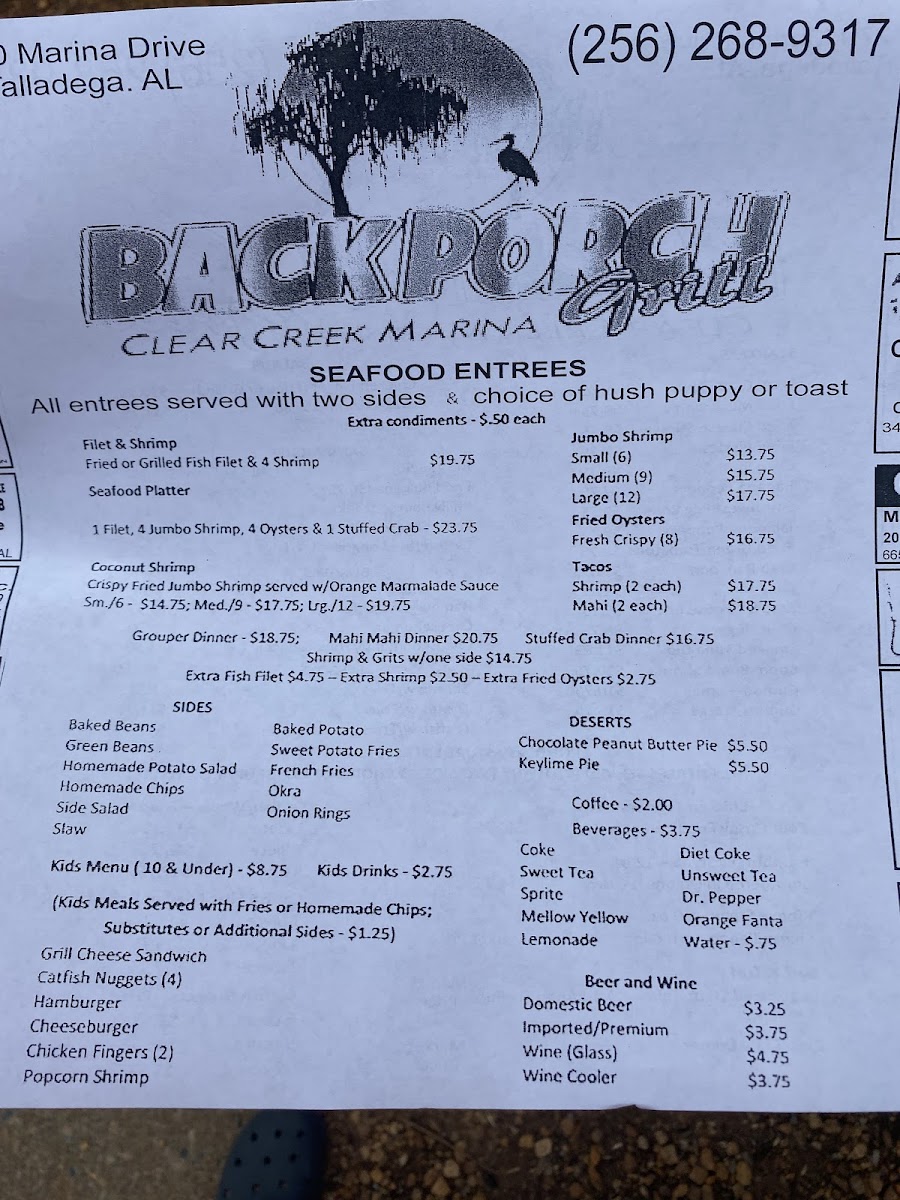 0 Marina Drive
Talladega. AL
(256) 268-9317
BACKPORCH
Grill
CLEAR CREEK MARINA
SEAFOOD ENTREES
All entrees served with two sides & choice of hush puppy or toast
Extra condiments - $.50 each
Filet & Shrimp
Fried or Grilled Fish Filet & 4 Shrimp $19.75
Seafood Platter
1 Filet, 4 Jumbo Shrimp, 4 Oysters & 1 Stuffed Crab - $23.75
Coconut Shrimp
Crispy Fried Jumbo Shrimp served w/Orange Marmalade Sauce
Sm./6 - $14.75; Med./9 - $17.75; Lrg./12 - $19.75
Jumbo Shrimp
Small (6) $13.75
Medium (9) $15.75
Large (12) $17.75
Fried Oysters
Fresh Crispy (8) $16.75
Tacos
Shrimp (2 each) $17.75
Mahi (2 each) $18.75
Grouper Dinner - $18.75; Mahi Mahi Dinner $20.75 Stuffed Crab Dinner $16.75
Shrimp & Grits w/one side $14.75
Extra Fish Filet $4.75 – Extra Shrimp $2.50 – Extra Fried Oysters $2.75
SIDES
Baked Beans Baked Potato
Green Beans Sweet Potato Fries
Homemade Potato Salad French Fries
Homemade Chips Okra
Side Salad Onion Rings
Slaw
Kids Menu ( 10 & Under) - $8.75 Kids Drinks - $2.75
(Kids Meals Served with Fries or Homemade Chips;
Substitutes or Additional Sides - $1.25)
Grill Cheese Sandwich
Catfish Nuggets (4)
Hamburger
Cheeseburger
Chicken Fingers (2)
Popcorn Shrimp
DESERTS
Chocolate Peanut Butter Pie $5.50
Keylime Pie $5.50
Coffee - $2.00
Beverages - $3.75
Coke Diet Coke
Sweet Tea Unsweet Tea
Sprite Dr. Pepper
Mellow Yellow Orange Fanta
Lemonade Water - $.75
Beer and Wine
Domestic Beer $3.25
Imported/Premium $3.75
Wine (Glass) $4.75
Wine Cooler $3.75